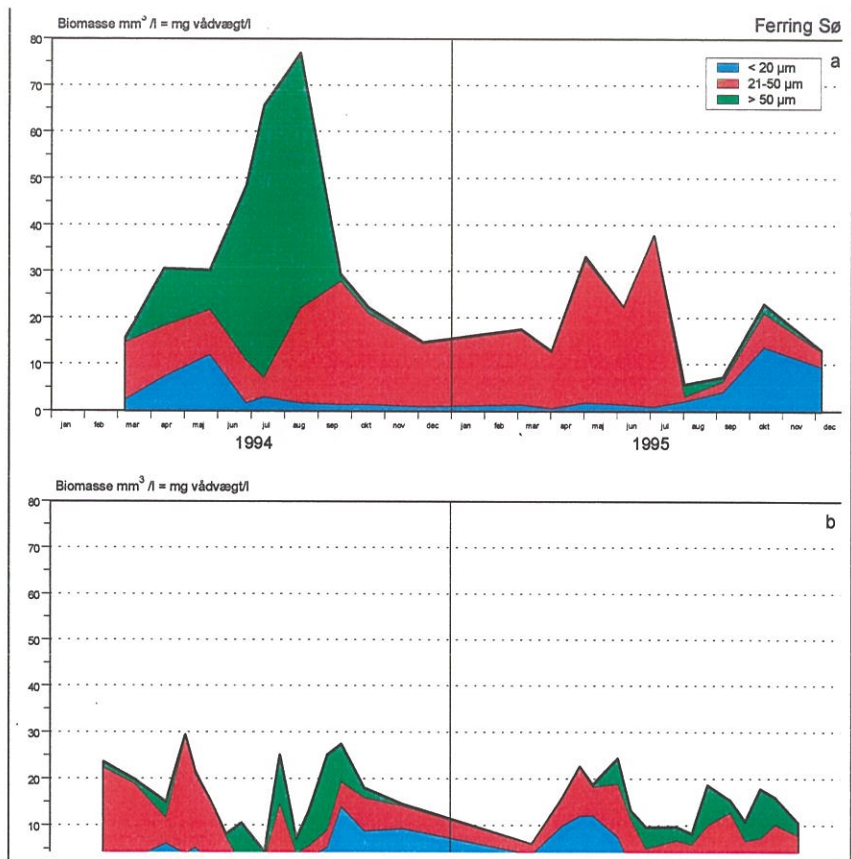 Biomasse mm³ /l = mg vådvægt/l
Ferring Sø
a
< 20 µm
21-50 µm
> 50 µm
80
70
60
50
40
30
20
10
0
jan feb mar apr maj jun jul aug sep okt nov dec jan feb mar apr maj jun jul aug sep okt nov dec
1994 1995
Biomasse mm³ /l = mg vådvægt/l
b
80
70
60
50
40
30
20
10